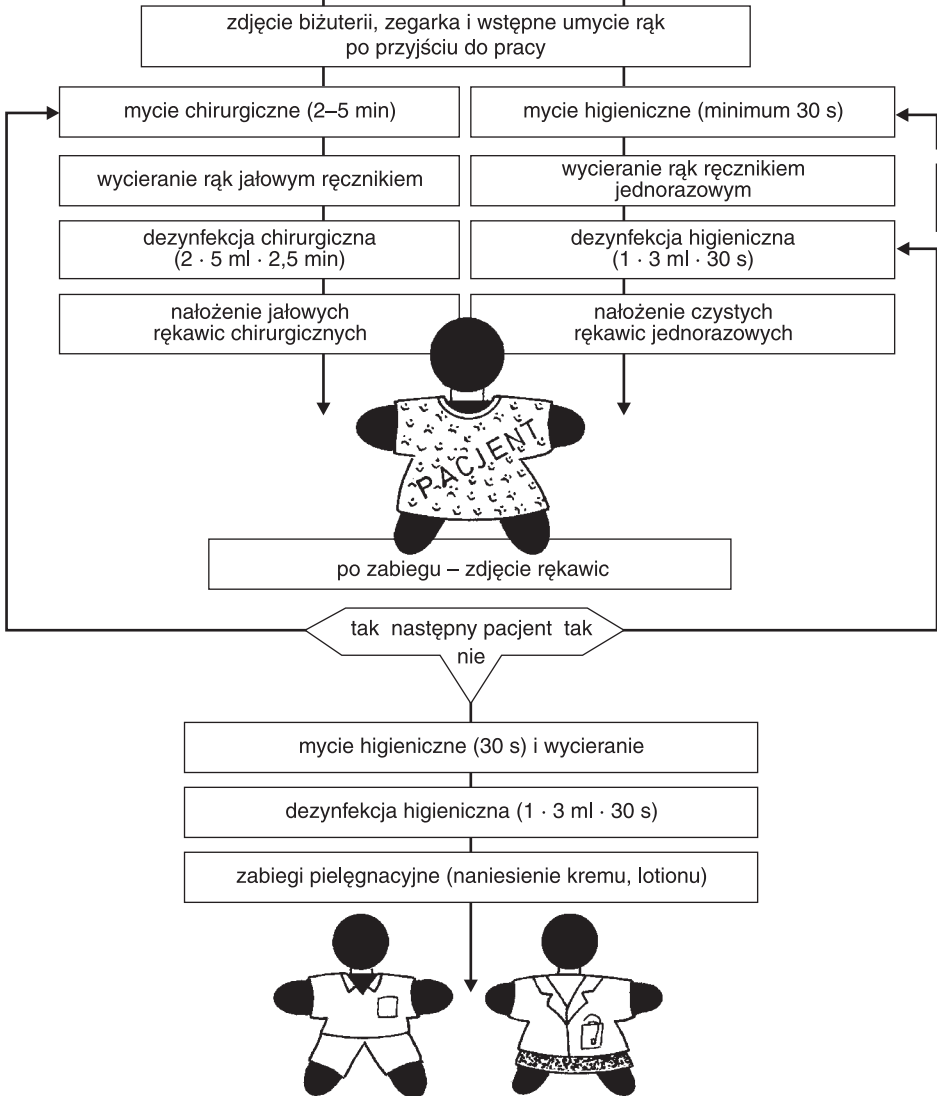 zdjęcie biżuterii, zegarka i wstępne umycie rąk
po przyjściu do pracy
mycie chirurgiczne (2–5 min)
mycie higieniczne (minimum 30 s)
wycieranie rąk jałowym ręcznikiem
wycieranie rąk ręcznikiem
jednorazowym
dezynfekcja chirurgiczna
(2 · 5 ml · 2,5 min)
dezynfekcja higieniczna
(1 · 3 ml · 30 s)
nałożenie jałowych
rękawic chirurgicznych
nałożenie czystych
rękawic jednorazowych
PACJENT
po zabiegu – zdjęcie rękawic
tak następny pacjent tak
nie
mycie higieniczne (30 s) i wycieranie
dezynfekcja higieniczna (1 · 3 ml · 30 s)
zabiegi pielęgnacyjne (naniesienie kremu, lotionu)